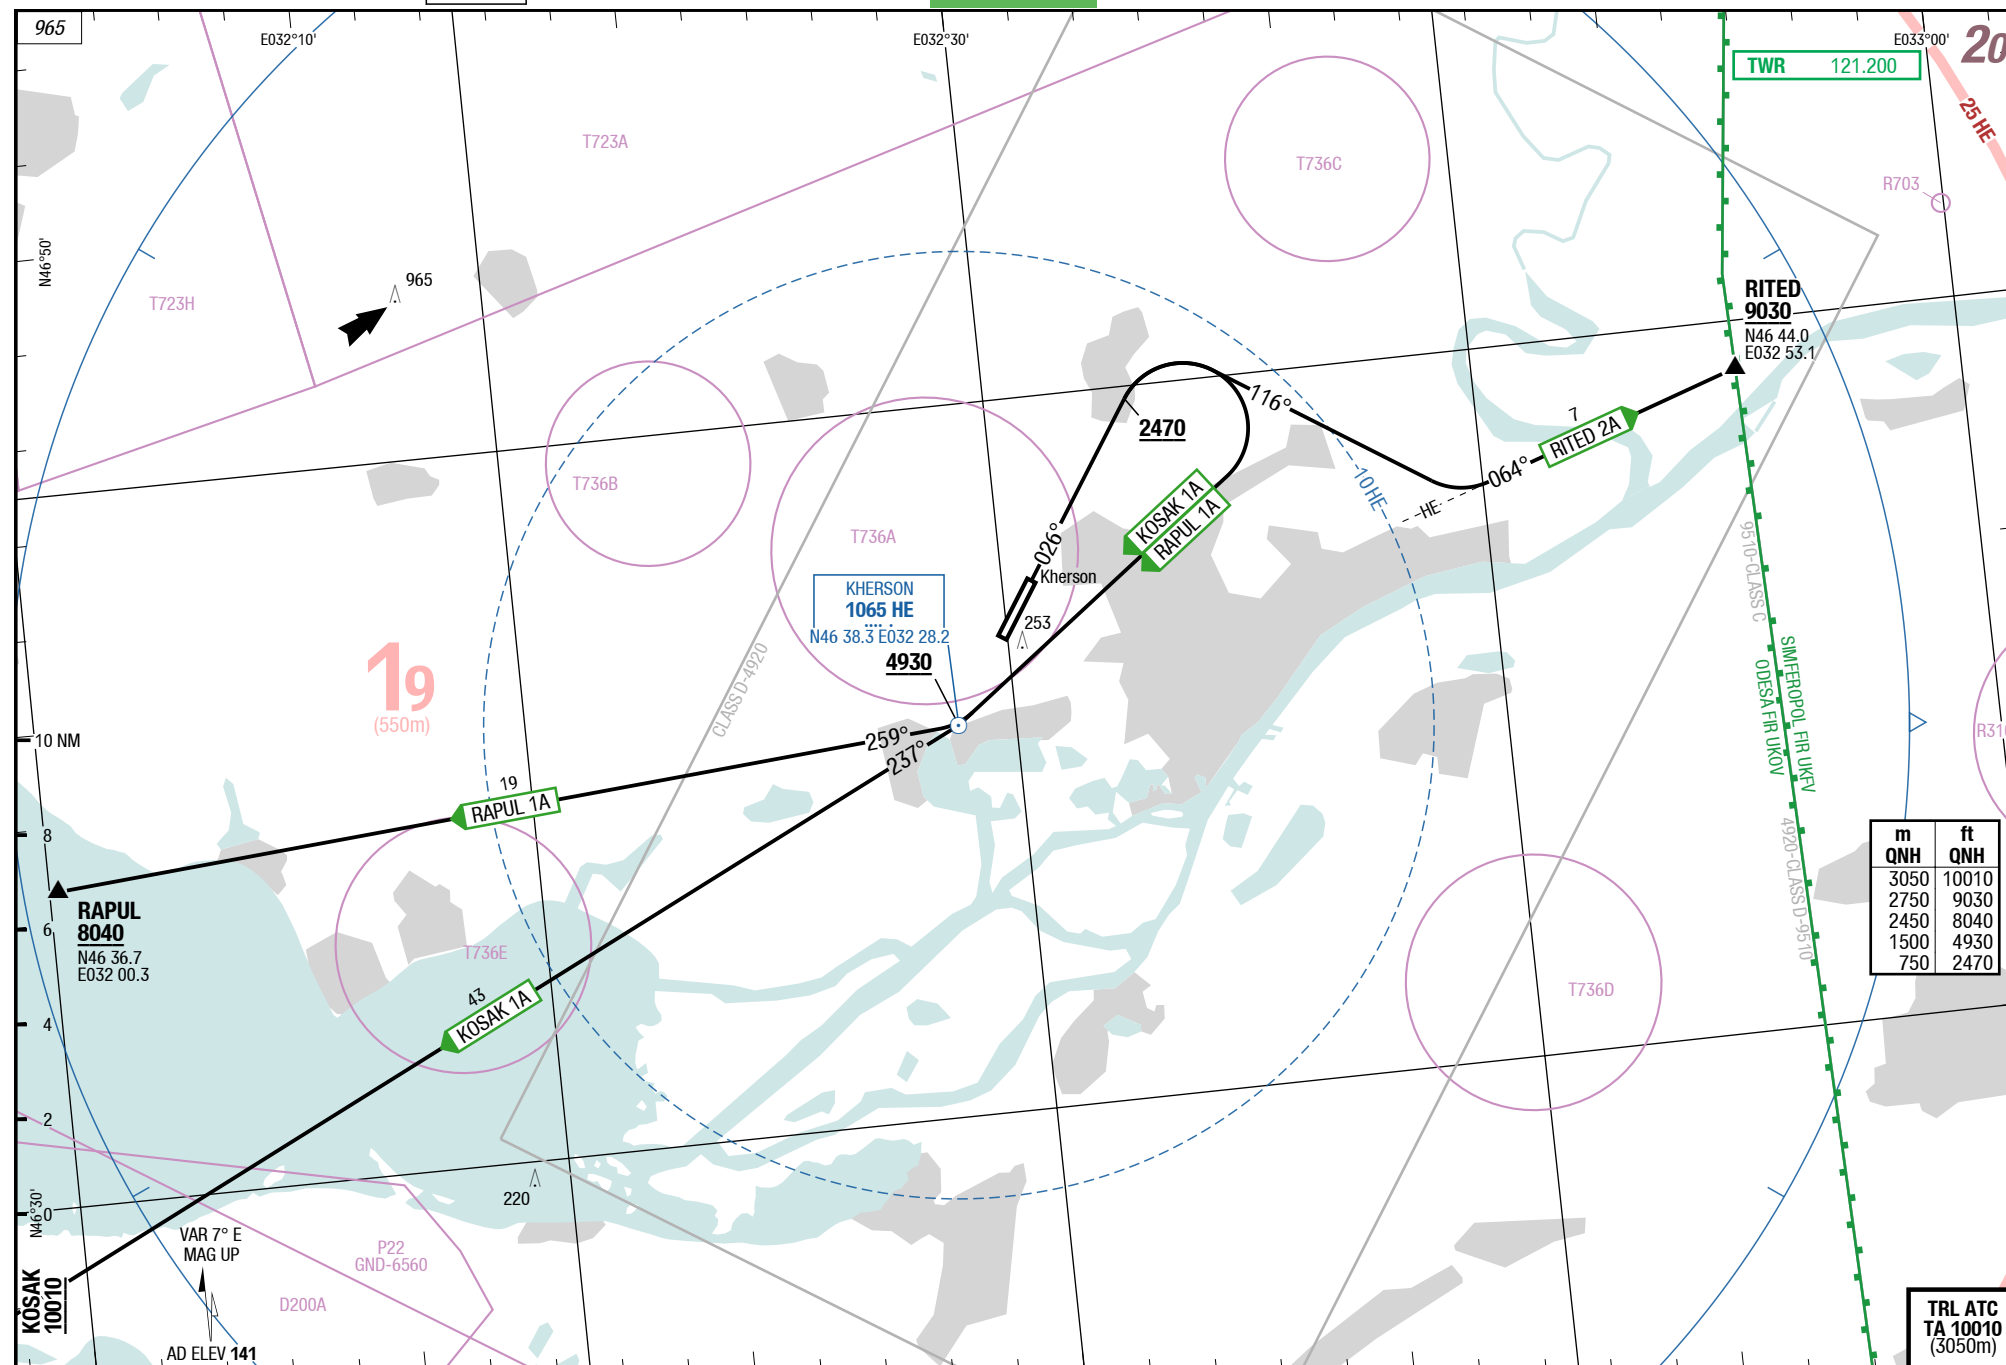 965
E032°10'
E032°30'
E033°00'
20
TWR 121.200
25 HE
T723A
T736C
R703
N46°50'
T723H
965
RITED
9030
N46 44.0
E032 53.1
116°
2470
7
RITED 2A
064°
10 HE
-HE-
T736B
T736A
KOSAK 1A
RAPUL 1A
026°
Kherson
KHERSON
1065 HE
.... .
N46 38.3 E032 28.2
253
4930
9510-CLASS C
CLASS D-4920
SIMFEROPOL FIR UKFV
ODESA FIR UKOV
19
(550m)
10 NM
259°
237°
19
RAPUL 1A
8
4920-CLASS D-9510
m ft
QNH QNH
3050 10010
2750 9030
2450 8040
1500 4930
750 2470
RAPUL
8040
N46 36.7
E032 00.3
6
T736E
T736D
43
KOSAK 1A
4
2
N46°30'
0
220
VAR 7° E
MAG UP
P22
GND-6560
D200A
KOSAK
10010
AD ELEV 141
TRL ATC
TA 10010
(3050m)